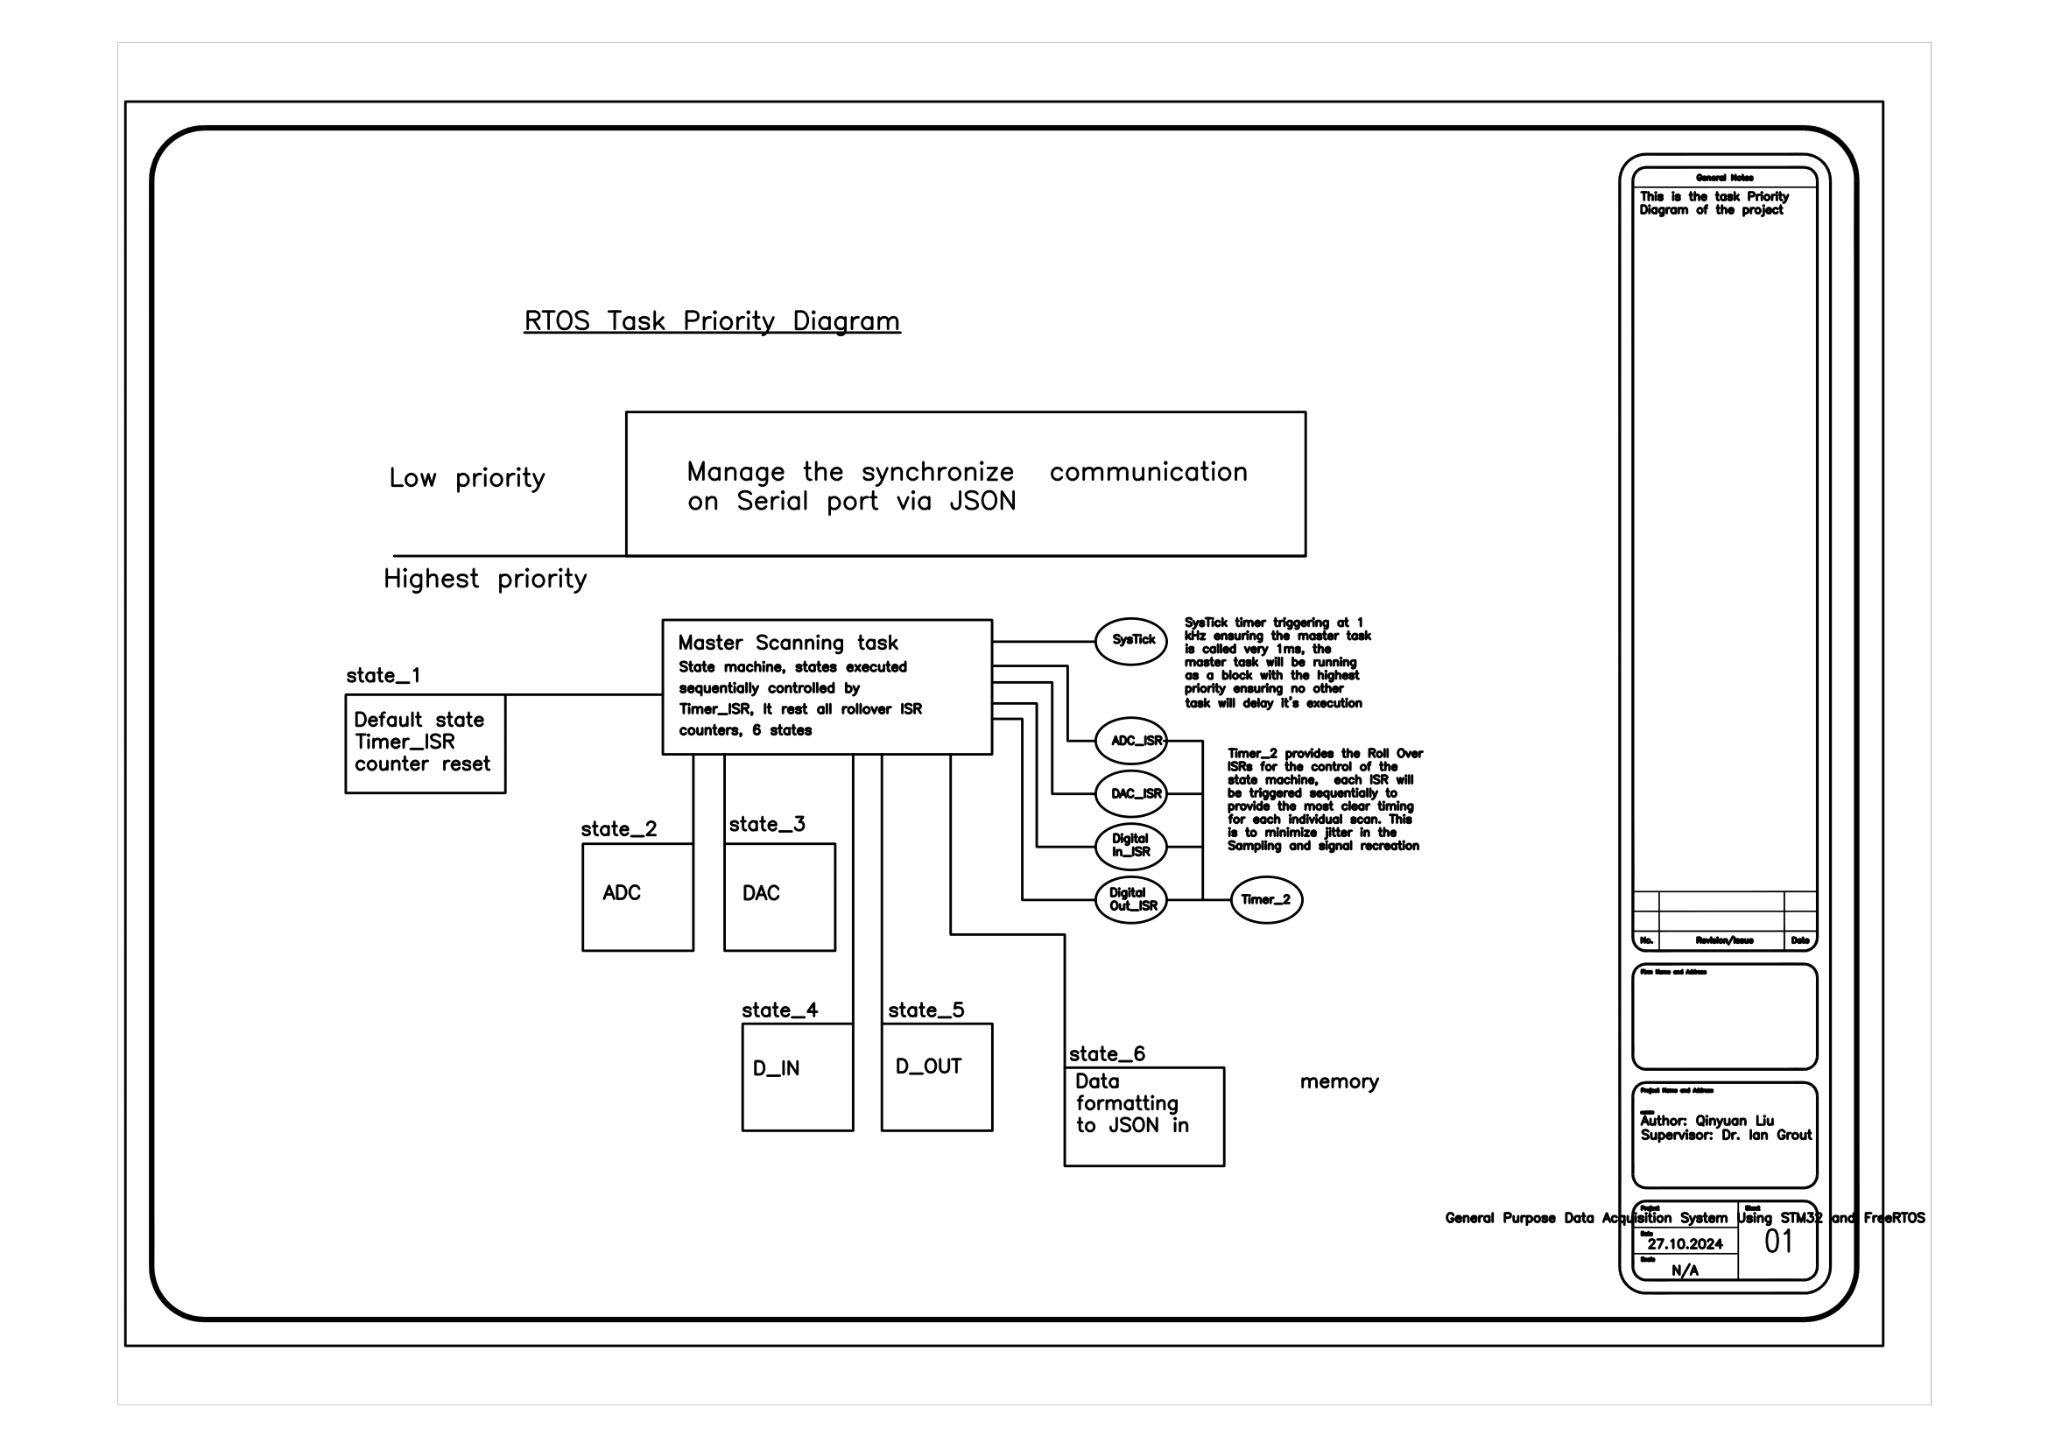 RTOS Task Priority Diagram
Low priority
Manage the synchronize communication
on Serial port via JSON
Highest priority
Master Scanning task
State machine, states executed
sequentially controlled by
Timer_ISR, It rest all rollover ISR
counters, 6 states
state_1
Default state
Timer_ISR
counter reset
state_2
ADC
state_3
DAC
state_4
D_IN
state_5
D_OUT
state_6
Data
formatting
to JSON in
memory
SysTick
SysTick timer triggering at 1
kHz ensuring the master task
is called very 1ms, the
master task will be running
as a block with the highest
priority ensuring no other
task will delay it's execution
ADC_ISR
DAC_ISR
Digital
In_ISR
Digital
Out_ISR
Timer_2
Timer_2 provides the Roll Over
ISRs for the control of the
state machine, each ISR will
be triggered sequentially to
provide the most clear timing
for each individual scan. This
is to minimize jitter in the
Sampling and signal recreation
General Notes
This is the task Priority
Diagram of the project
No. Revision/Issue Date
Firm Name and Address
Project Name and Address
Author: Qinyuan Liu
Supervisor: Dr. Ian Grout
Project Sheet
General Purpose Data Acquisition System Using STM32 and FreeRTOS
Date
27.10.2024
01
Scale
N/A